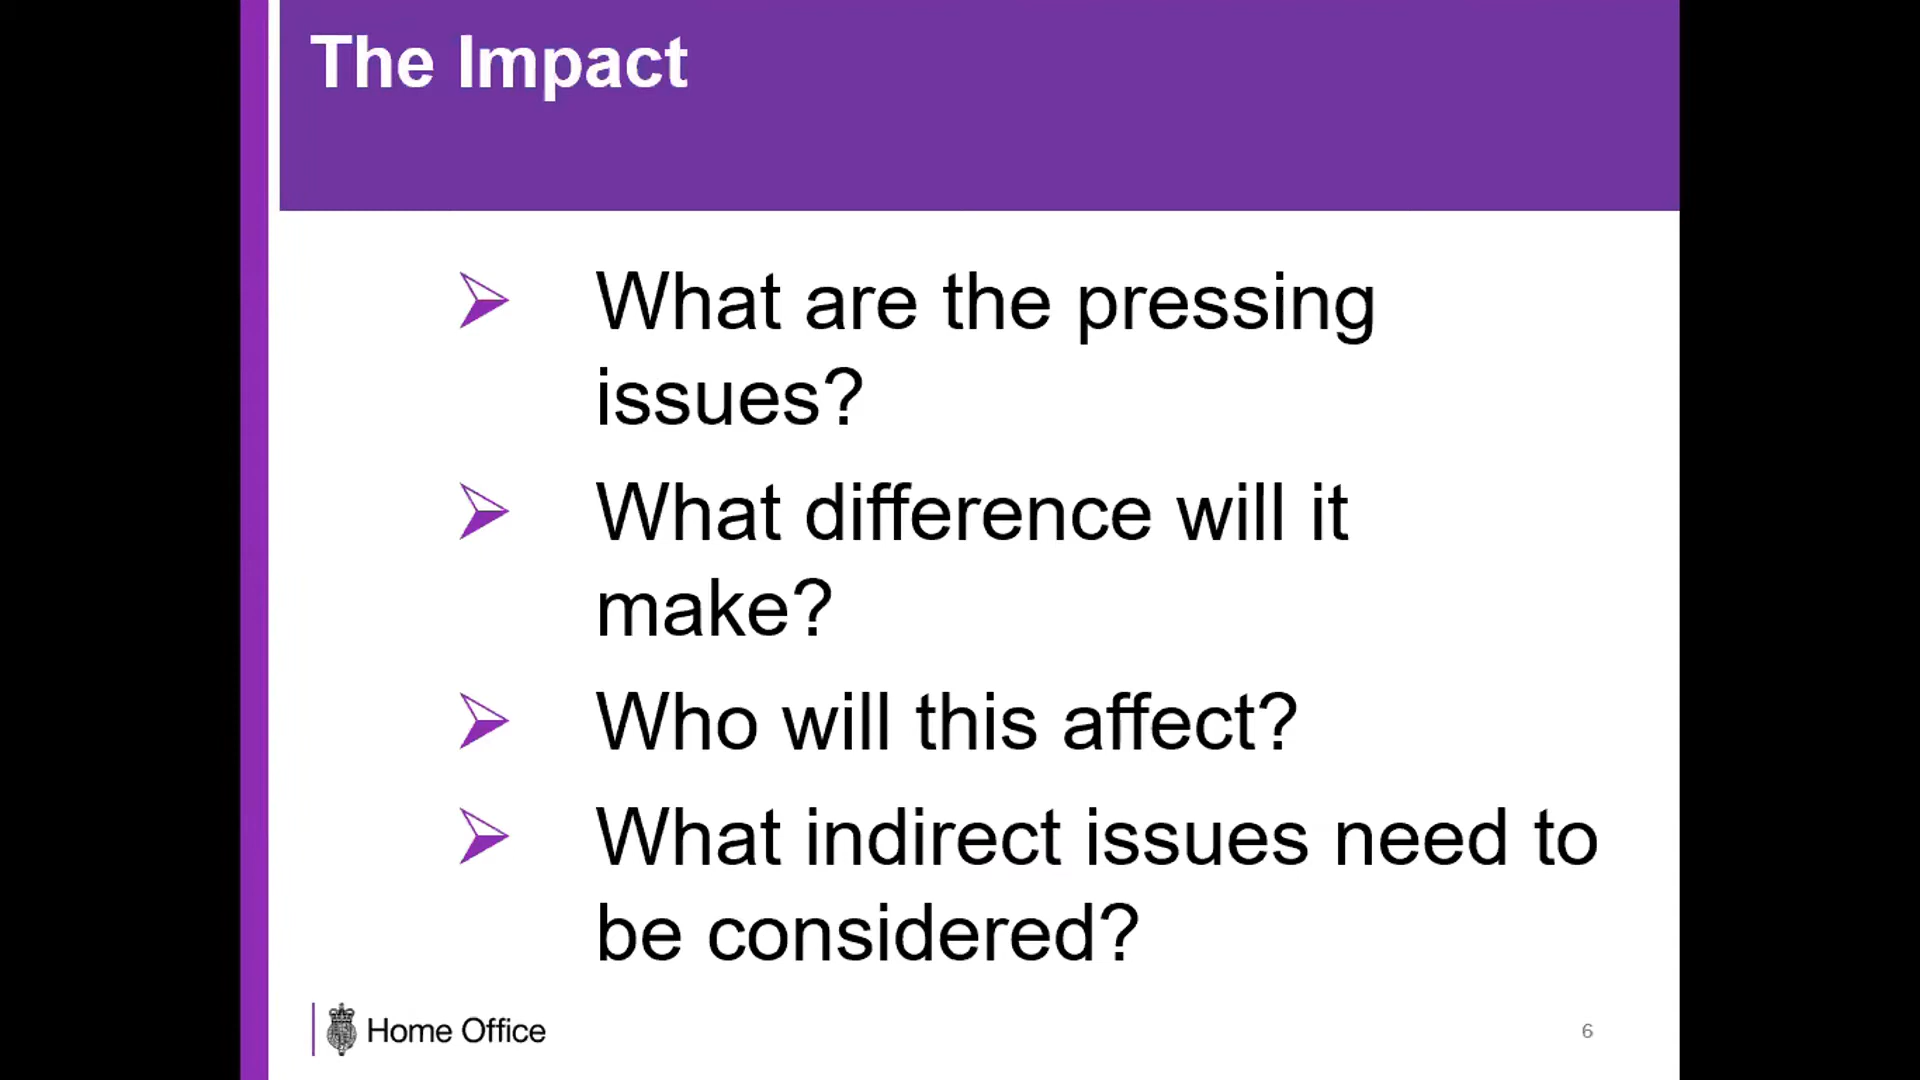 The Impact
What are the pressing
issues?
What difference will it
make?
Who will this affect?
What indirect issues need to
be considered?
Home Office
6